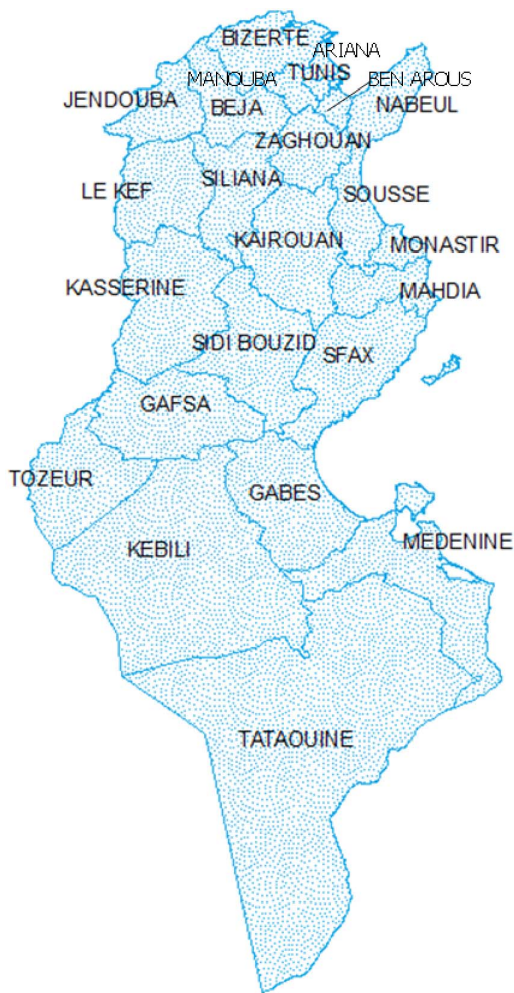 BIZERTE
ARIANA
TUNIS
MANOUBA
BEN AROUS
JENDOUBA
BEJA
NABEUL
ZAGHOUAN
SILIANA
LE KEF
SOUSSE
KAIROUAN
MONASTIR
KASSERINE
MAHDIA
SIDI BOUZID
SFAX
GAFSA
TOZEUR
GABES
MEDENINE
KEBILI
TATAOUINE